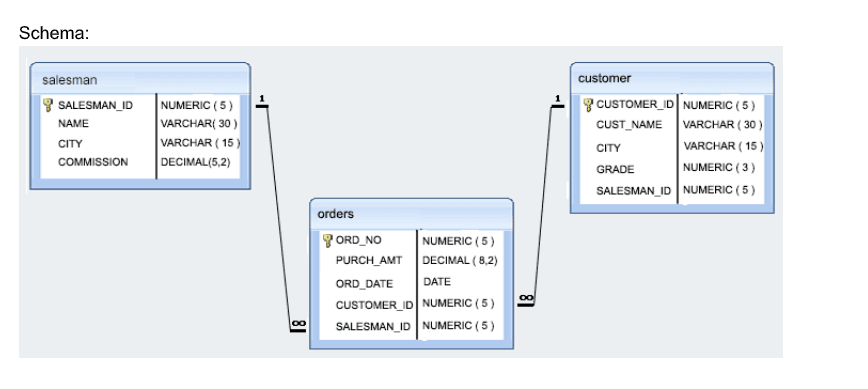 Schema:
salesman
SALESMAN_ID NUMERIC ( 5 )
NAME VARCHAR( 30 )
CITY VARCHAR ( 15 )
COMMISSION DECIMAL(5,2)
1
1
customer
CUSTOMER_ID NUMERIC ( 5 )
CUST_NAME VARCHAR ( 30 )
CITY VARCHAR ( 15 )
GRADE NUMERIC ( 3 )
SALESMAN_ID NUMERIC ( 5 )
orders
ORD_NO NUMERIC ( 5 )
PURCH_AMT DECIMAL ( 8,2)
ORD_DATE DATE
CUSTOMER_ID NUMERIC ( 5 )
SALESMAN_ID NUMERIC ( 5 )
∞
∞